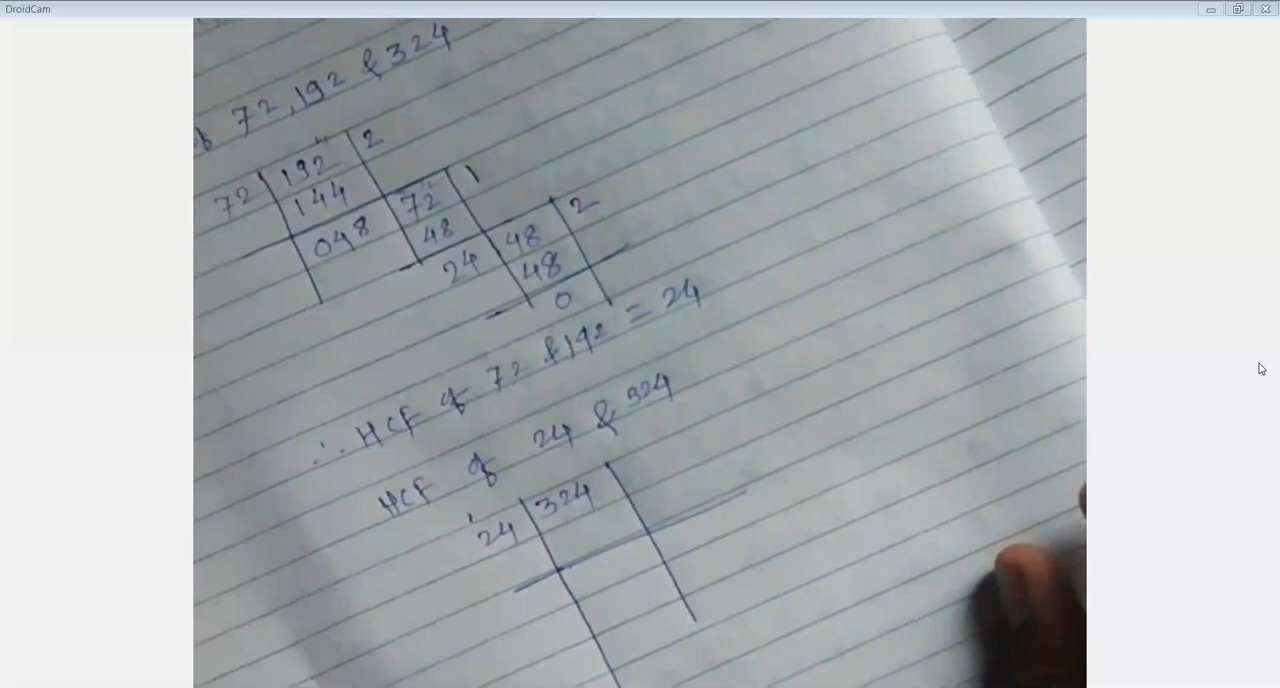 DroidCam
72, 192 & 324
72 192 2
144 72 1
048 48 48 2
24 48
0
∴ HCF of 72 & 192 = 24
HCF of 24 & 324
24 324